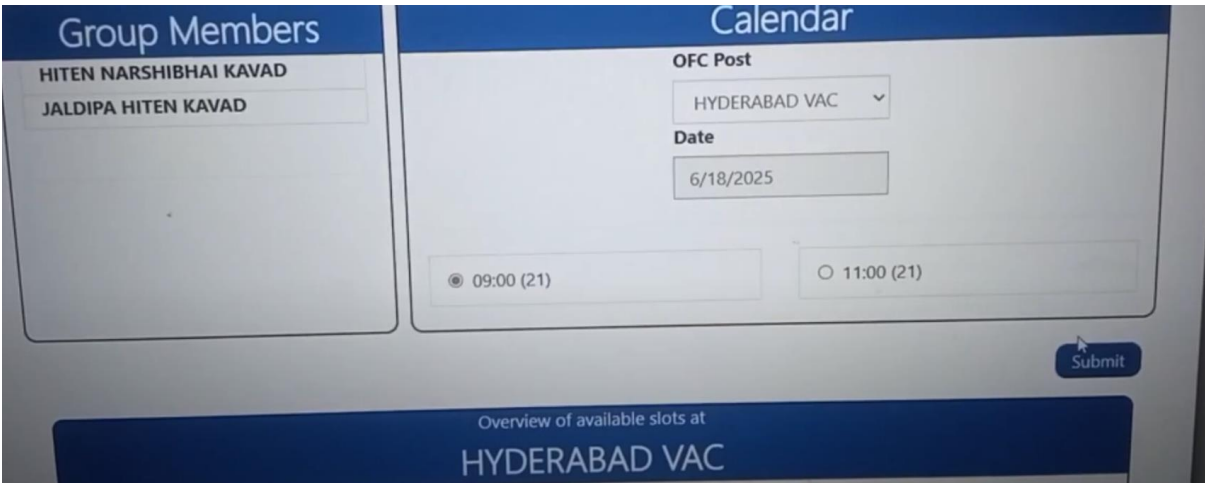 Group Members
HITEN NARSHIBHAI KAVAD
JALDIPA HITEN KAVAD
Calendar
OFC Post
HYDERABAD VAC
Date
6/18/2025
09:00 (21)
11:00 (21)
Submit
Overview of available slots at
HYDERABAD VAC